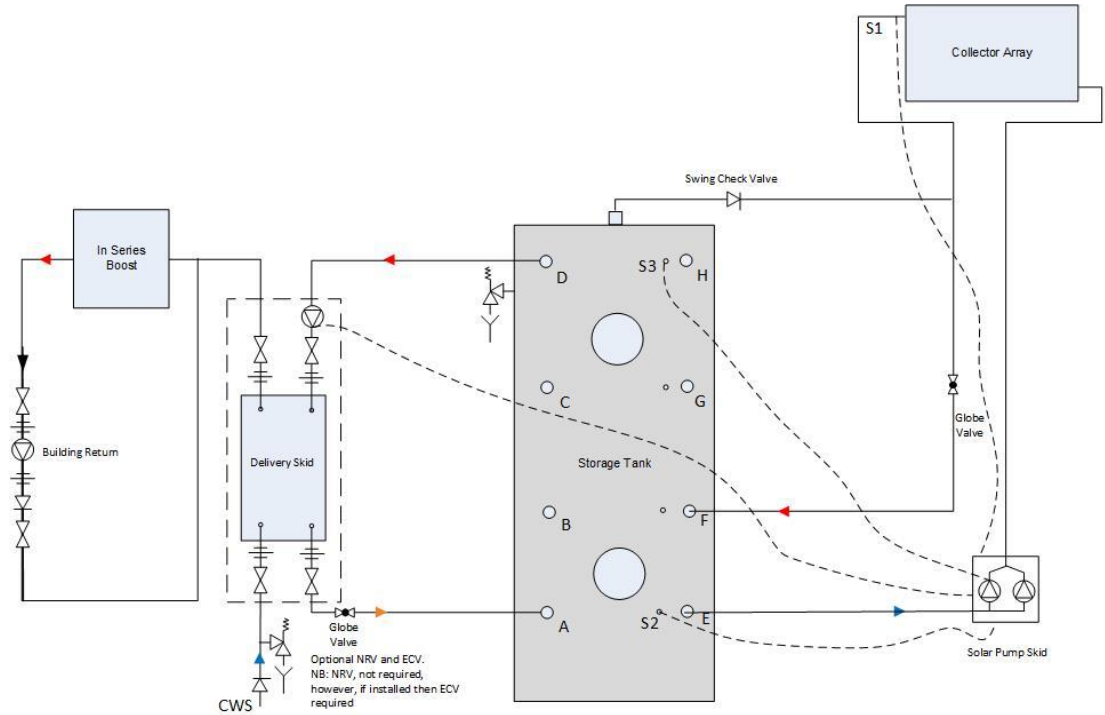 S1
Collector Array
Swing Check Valve
In Series
Boost
D
S3
H
C
G
Globe
Valve
Building Return
Delivery Skid
Storage Tank
B
F
A
S2
E
Globe
Valve
Solar Pump Skid
Optional NRV and ECV.
NB: NRV, not required,
however, if installed then ECV
required
CWS